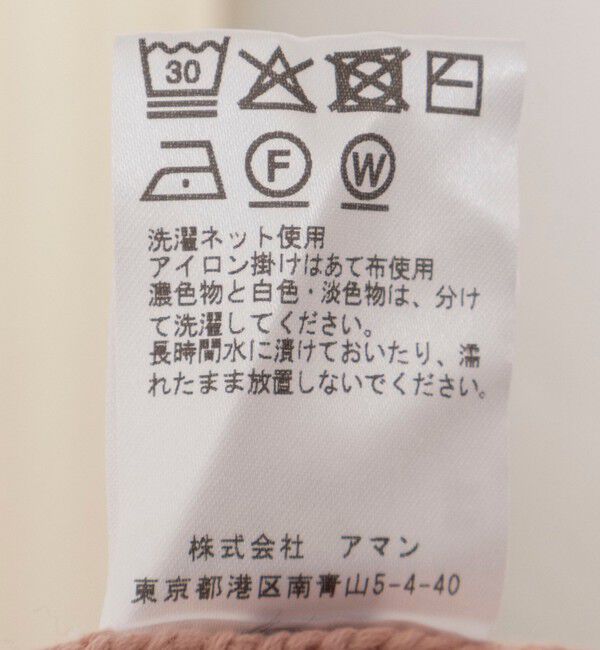 30
F W
洗濯ネット使用
アイロン掛けはあて布使用
濃色物と白色・淡色物は、分け
て洗濯してください。
長時間水に漬けておいたり、濡
れたまま放置しないでください。
株式会社 アマン
東京都港区南青山5-4-40